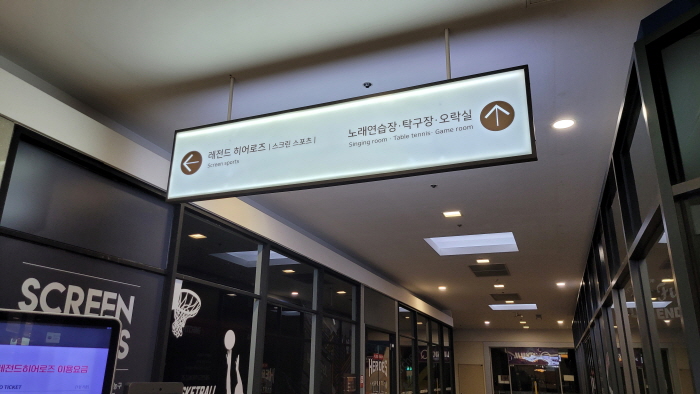 레전드 히어로즈 | 스크린 스포츠 |
Screen sports
노래연습장·탁구장·오락실
Singing room · Table tennis · Game room
SCREEN
레전드히어로즈 이용요금
TICKET
HEROES